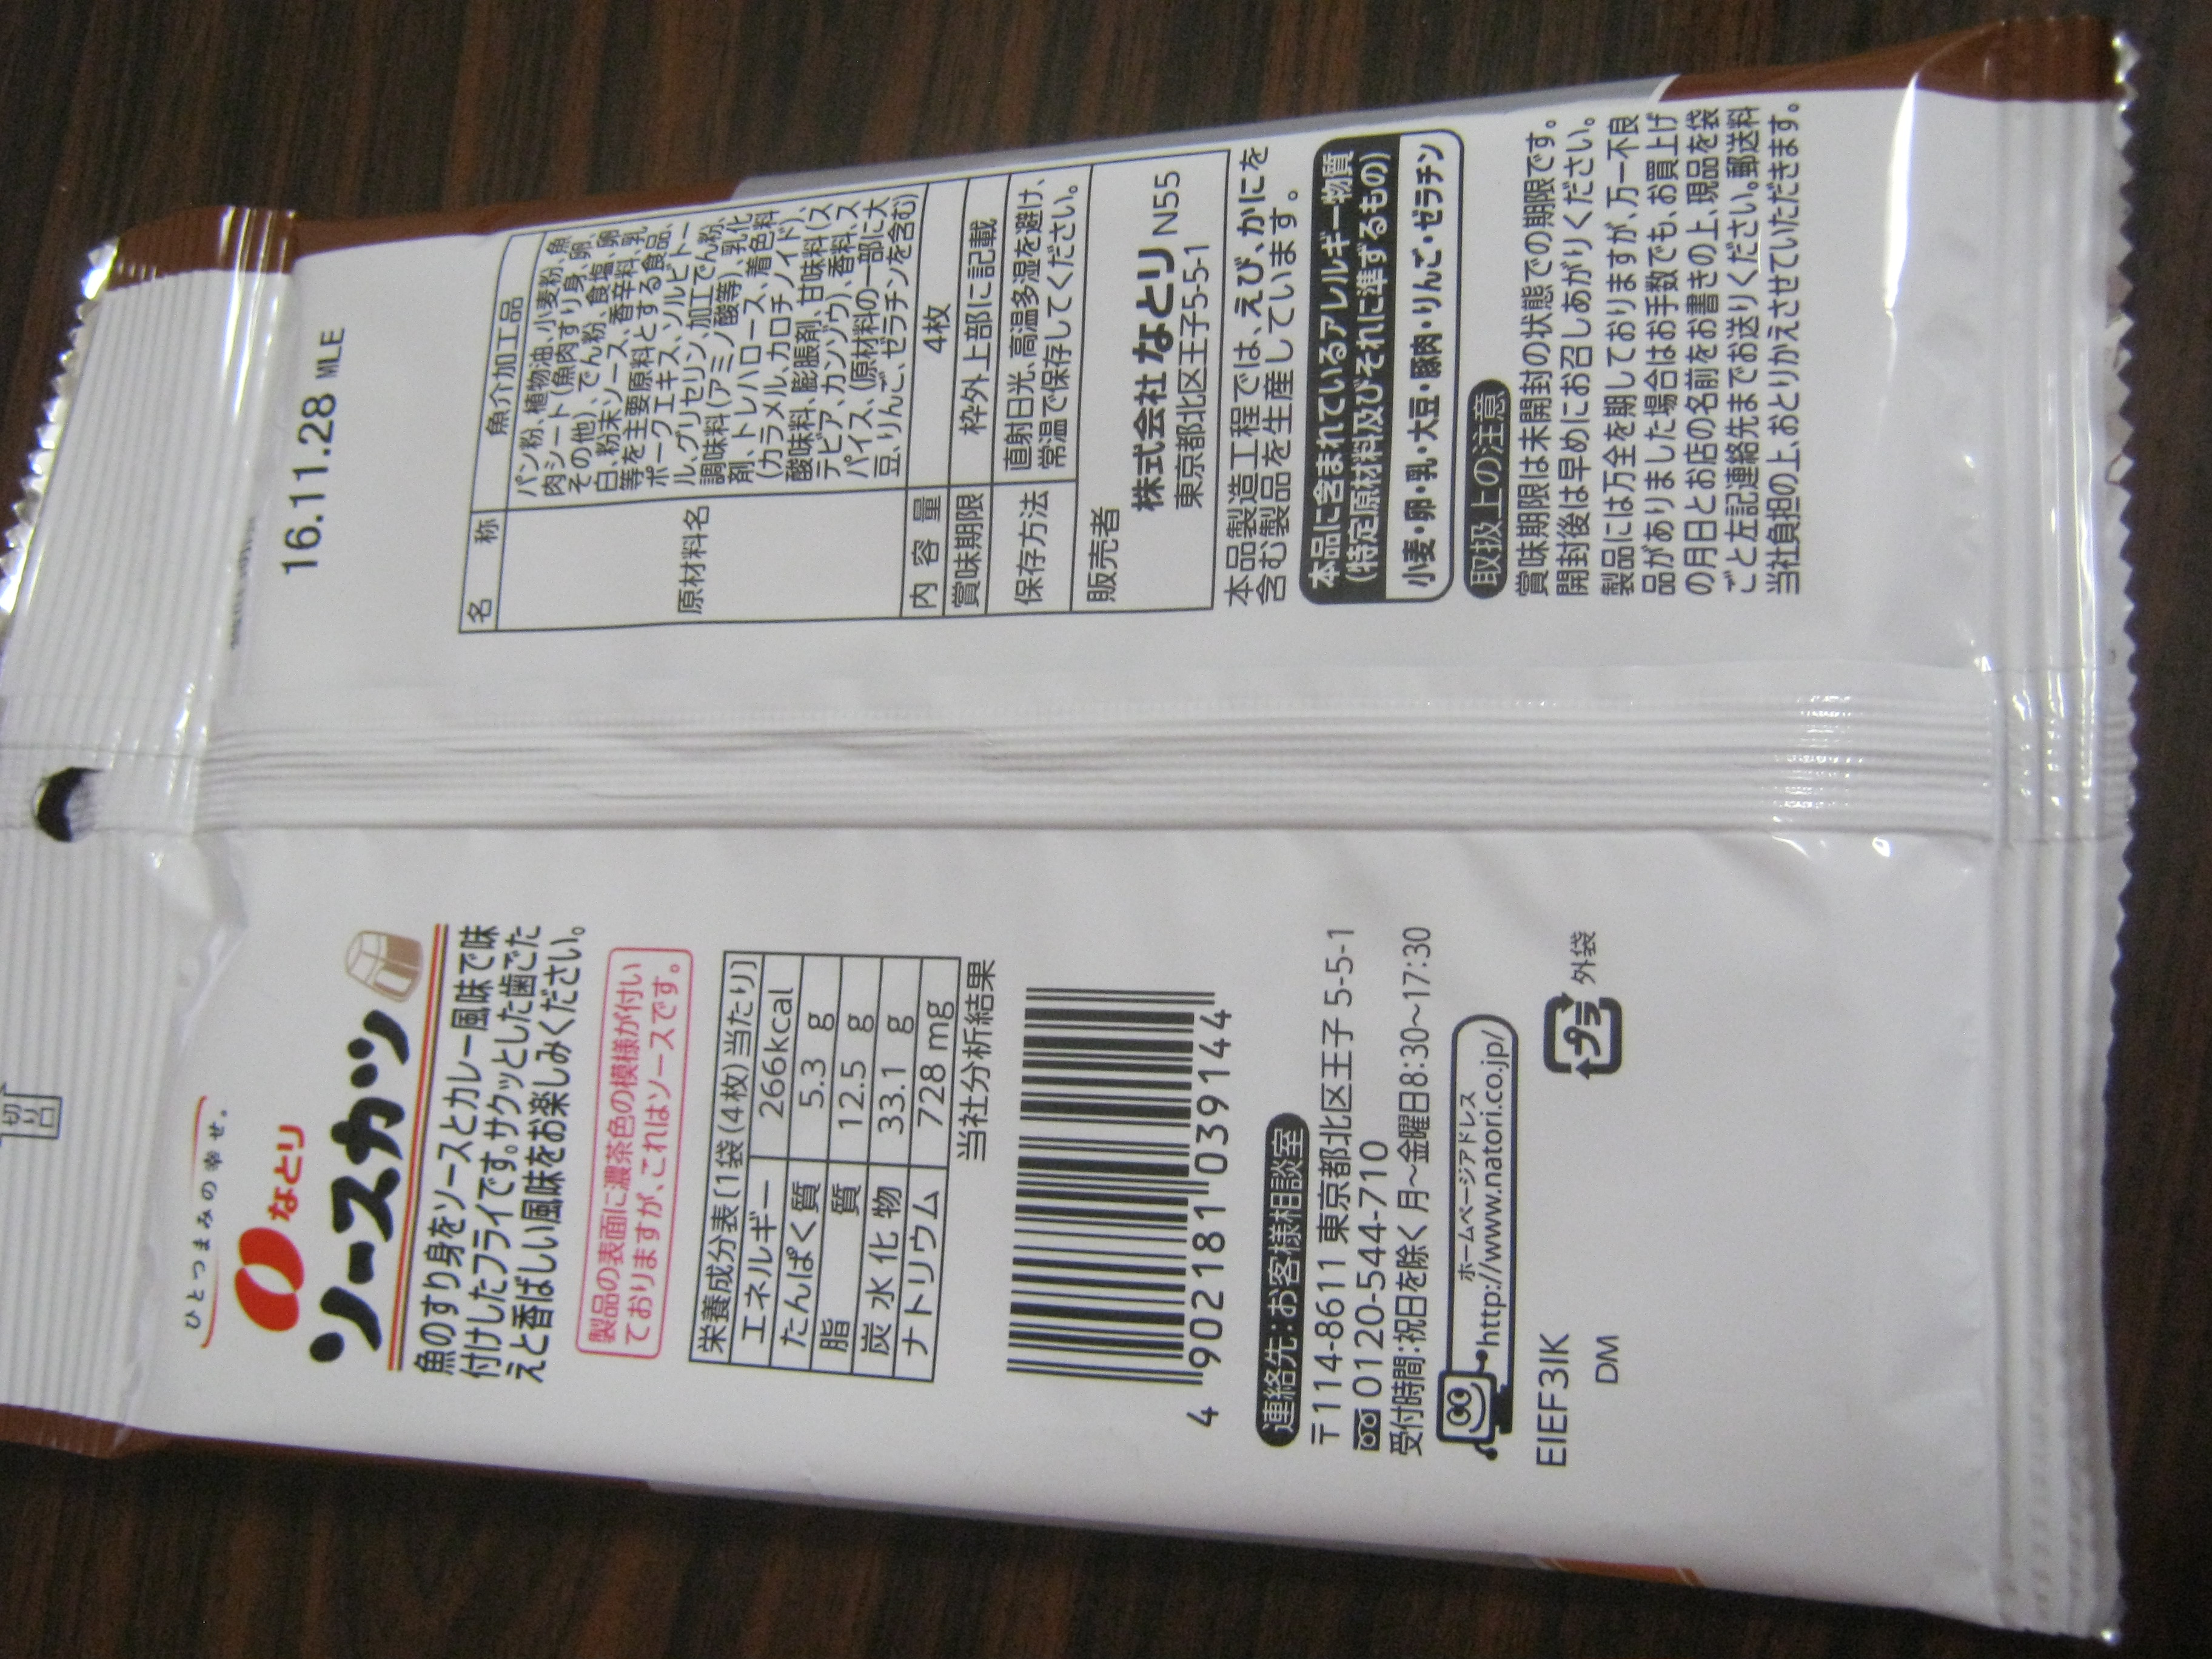 切り口
ひとつまみの幸せ。
なとり
ソースカツ
魚のすり身をソースとカレー風味で味
付けしたフライです。サクッとした歯ごた
えと香ばしい風味をお楽しみください。
製品の表面に濃茶色の模様が付い
ておりますが、これはソースです。
栄養成分表〔1袋(4枚)当たり〕
エネルギー 266kcal
たんぱく質 5.3 g
脂質 12.5 g
炭水化物 33.1 g
ナトリウム 728 mg
当社分析結果
4 902181 039144
連絡先:お客様相談室
〒114-8611 東京都北区王子 5-5-1
0120-544-710
受付時間:祝日を除く月〜金曜日8:30〜17:30
ホームページアドレス
http://www.natori.co.jp/
プラ 外袋
EIEF3IK
DM
16.11.28 MLE
名称 魚介加工品
原材料名 パン粉、植物油、小麦粉、魚
肉シート(魚肉すり身、卵、
その他)、でん粉、食塩、卵
白、粉末ソース、香辛料、乳
等を主要原料とする食品、
ポークエキス、ソルビトー
ル、グリセリン、加工でん粉、
調味料(アミノ酸等)、乳化
剤、トレハロース、着色料
(カラメル、カロチノイド)、
酸味料、膨脹剤、甘味料(ス
テビア、カンゾウ)、香料、ス
パイス、(原材料の一部に大
豆、りんご、ゼラチンを含む)
内容量 4枚
賞味期限 枠外上部に記載
保存方法 直射日光、高温多湿を避け、
常温で保存してください。
販売者
株式会社なとり N55
東京都北区王子5-5-1
本品製造工程では、えび、かにを
含む製品を生産しています。
本品に含まれているアレルギー物質
(特定原材料及びそれに準ずるもの)
小麦・卵・乳・大豆・豚肉・りんご・ゼラチン
取扱上の注意
賞味期限は未開封の状態での期限です。
開封後は早めにお召しあがりください。
製品には万全を期しておりますが、万一不良
品がありました場合はお手数でも、お買上げ
の月日とお店の名前をお書きの上、現品を袋
ごと左記連絡先までお送りください。郵送料
当社負担の上、おとりかえさせていただきます。